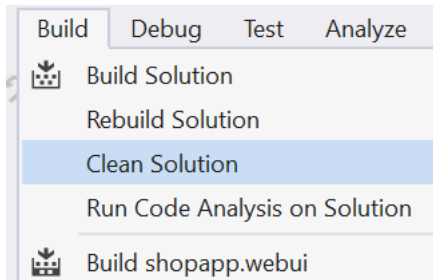 Build Debug Test Analyze
Build Solution
Rebuild Solution
Clean Solution
Run Code Analysis on Solution
Build shopapp.webui